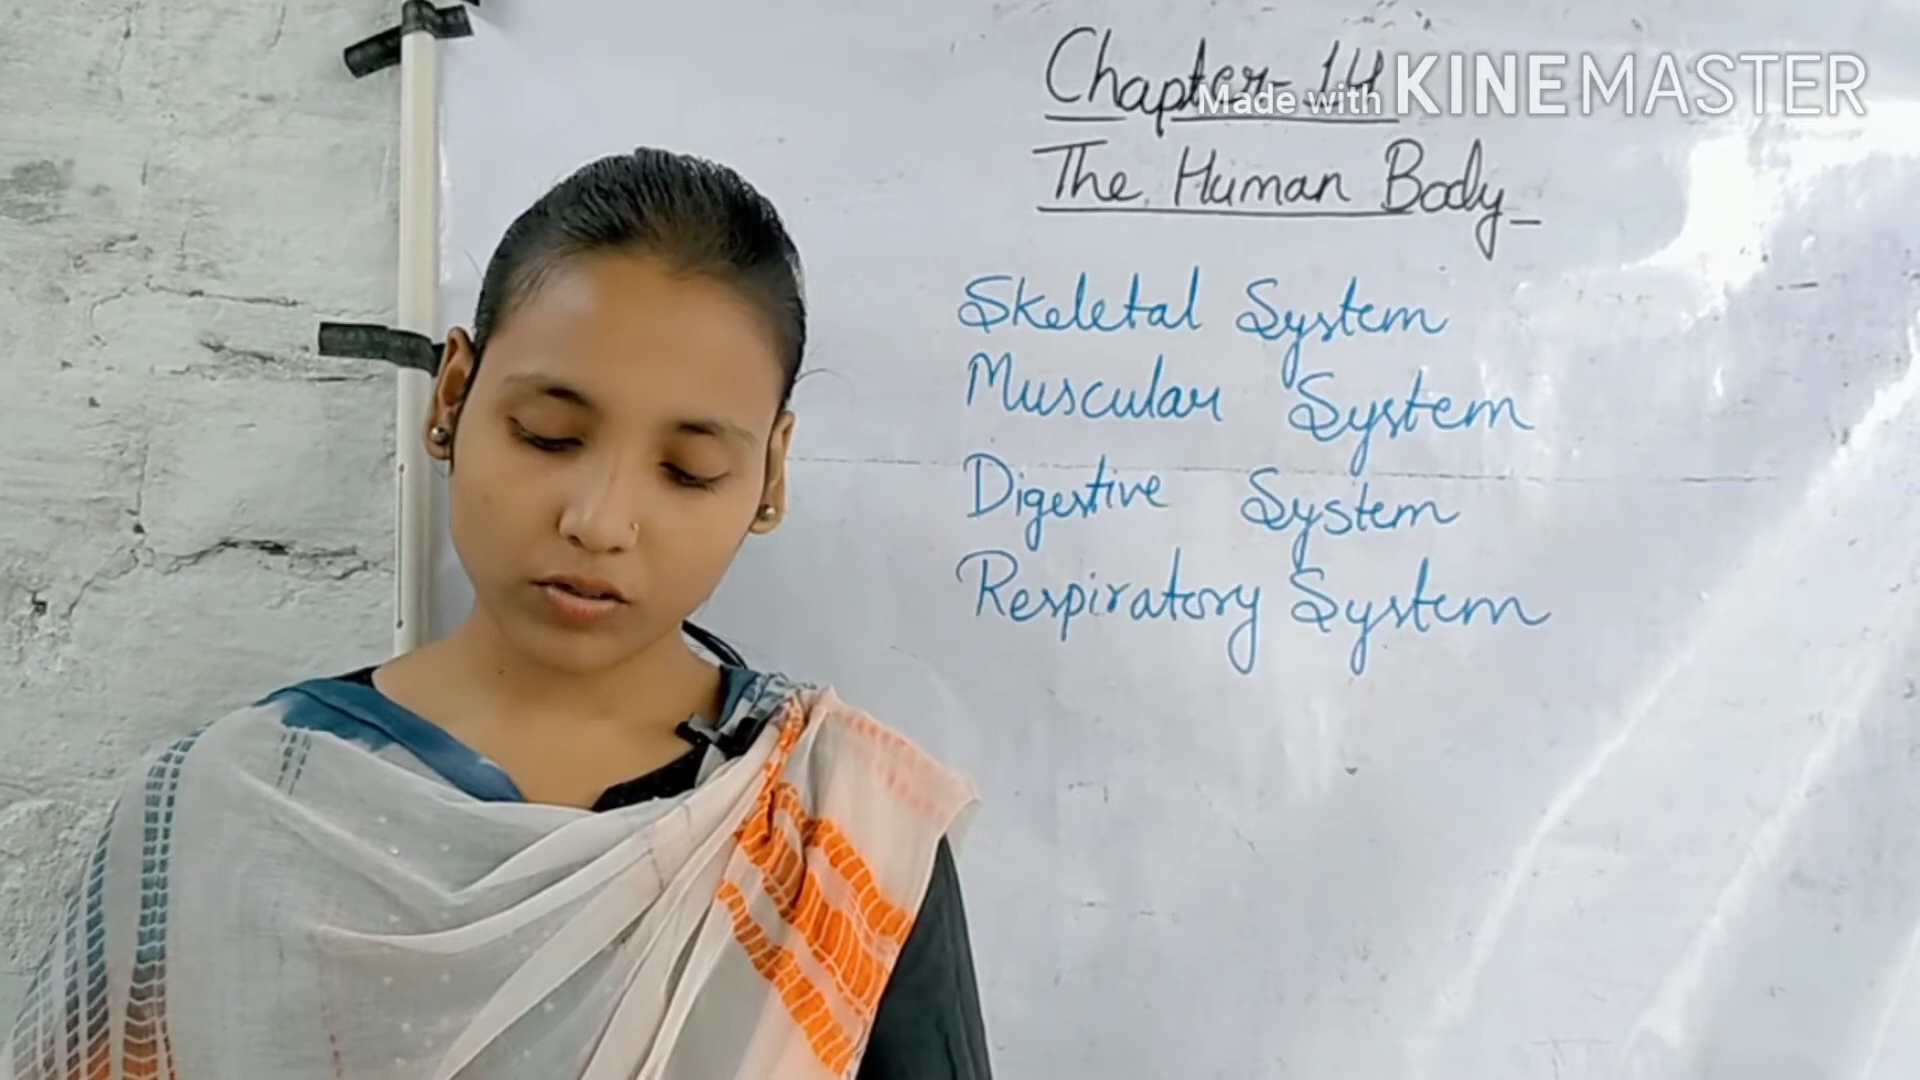 Chapter-14
Made with KINEMASTER
The Human Body
Skeletal System
Muscular System
Digestive System
Respiratory System